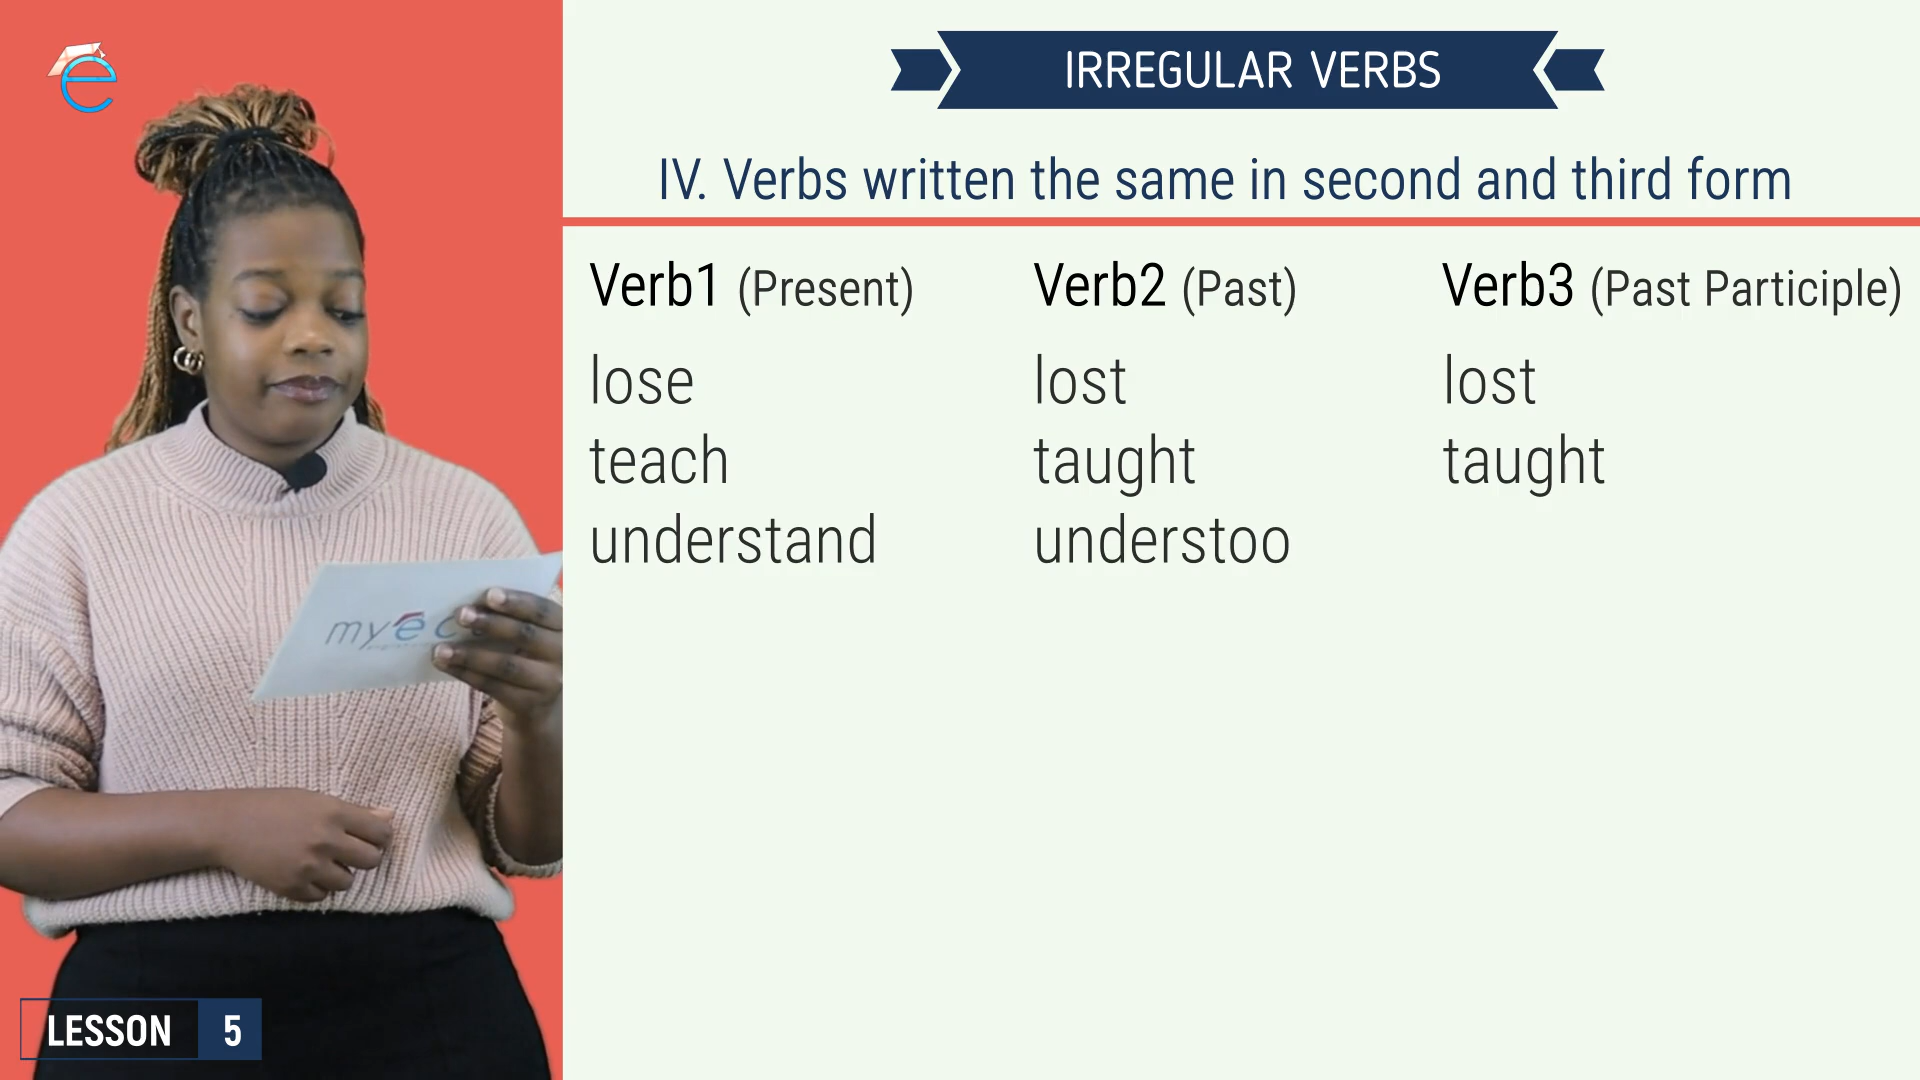 IRREGULAR VERBS
IV. Verbs written the same in second and third form
Verb1 (Present) Verb2 (Past) Verb3 (Past Participle)
lose lost lost
teach taught taught
understand understoo
e
my e c
LESSON 5